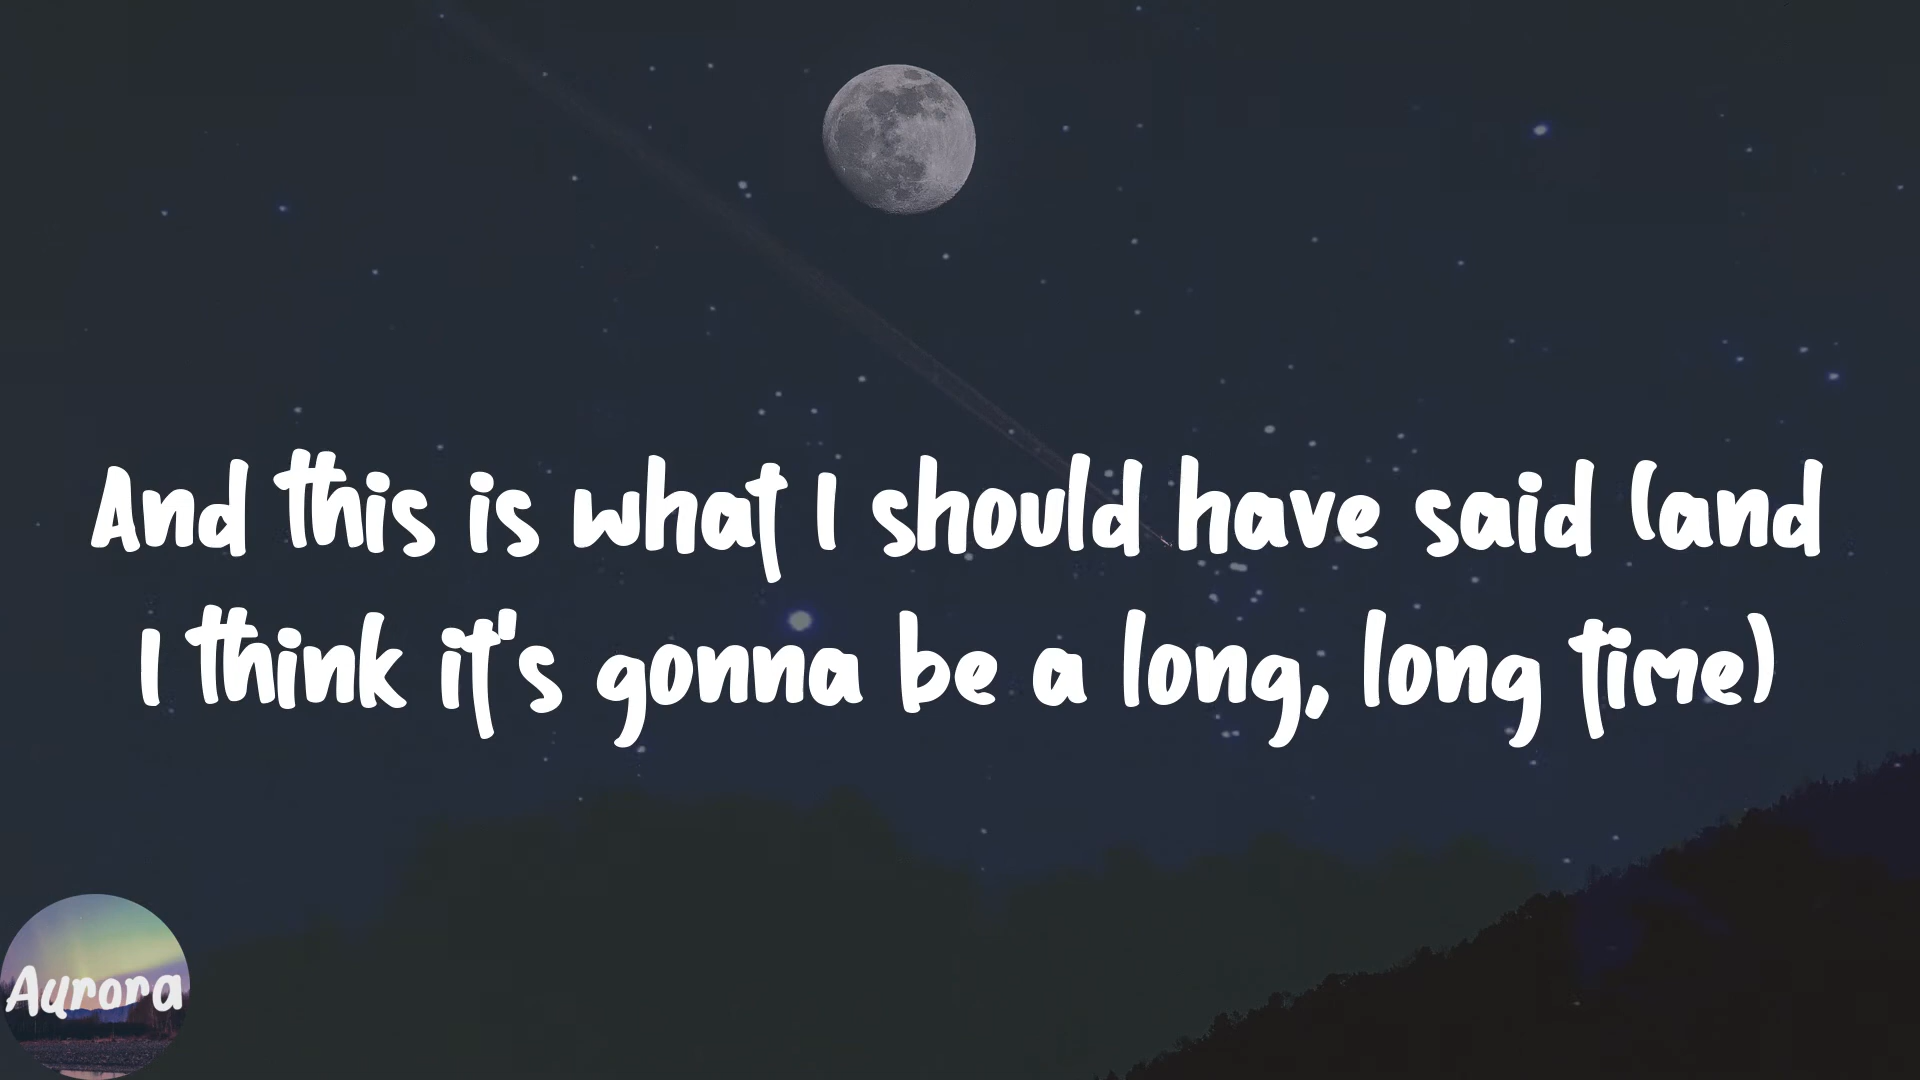 And this is what I should have said (and
I think it's gonna be a long, long time)
Aurora